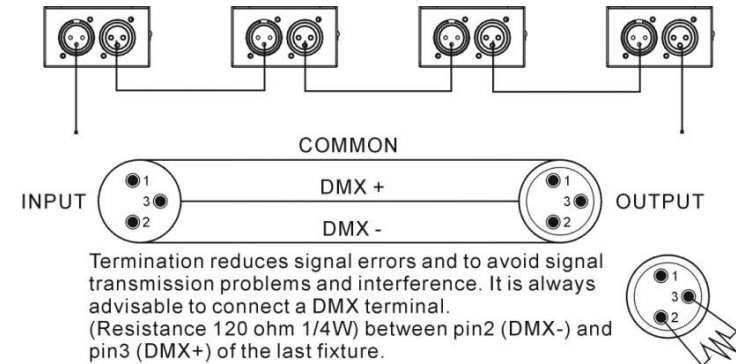 COMMON
INPUT
1
3
2
DMX +
DMX -
1
3
2
OUTPUT
Termination reduces signal errors and to avoid signal
transmission problems and interference. It is always
advisable to connect a DMX terminal.
(Resistance 120 ohm 1/4W) between pin2 (DMX-) and
pin3 (DMX+) of the last fixture.
1
3
2